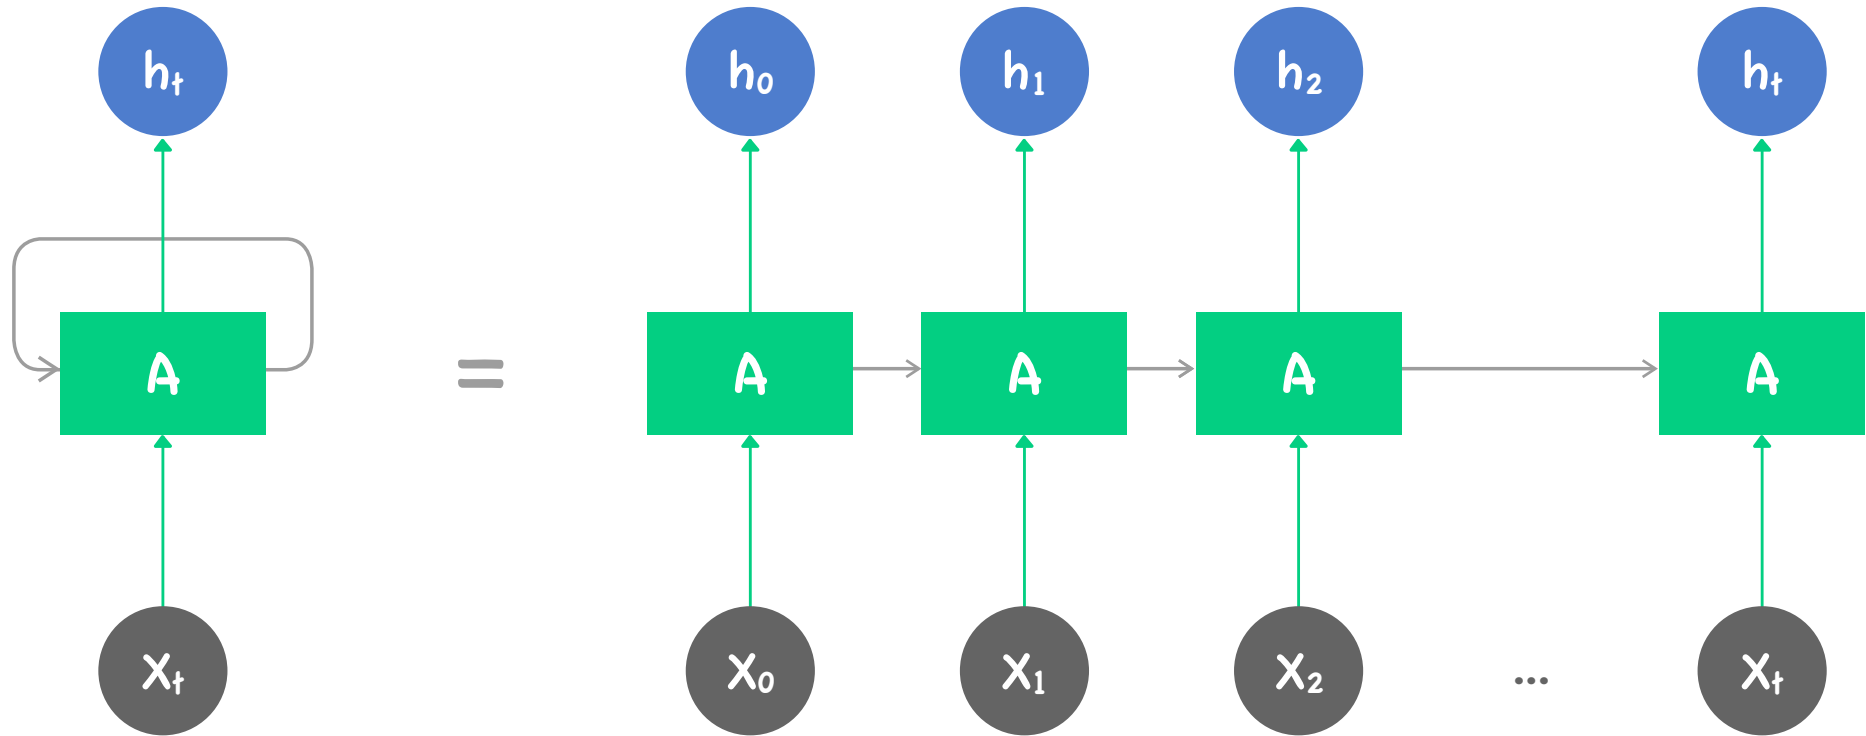 hₜ h₀ h₁ h₂ hₜ
A = A A A A
Xₜ X₀ X₁ X₂ ... Xₜ